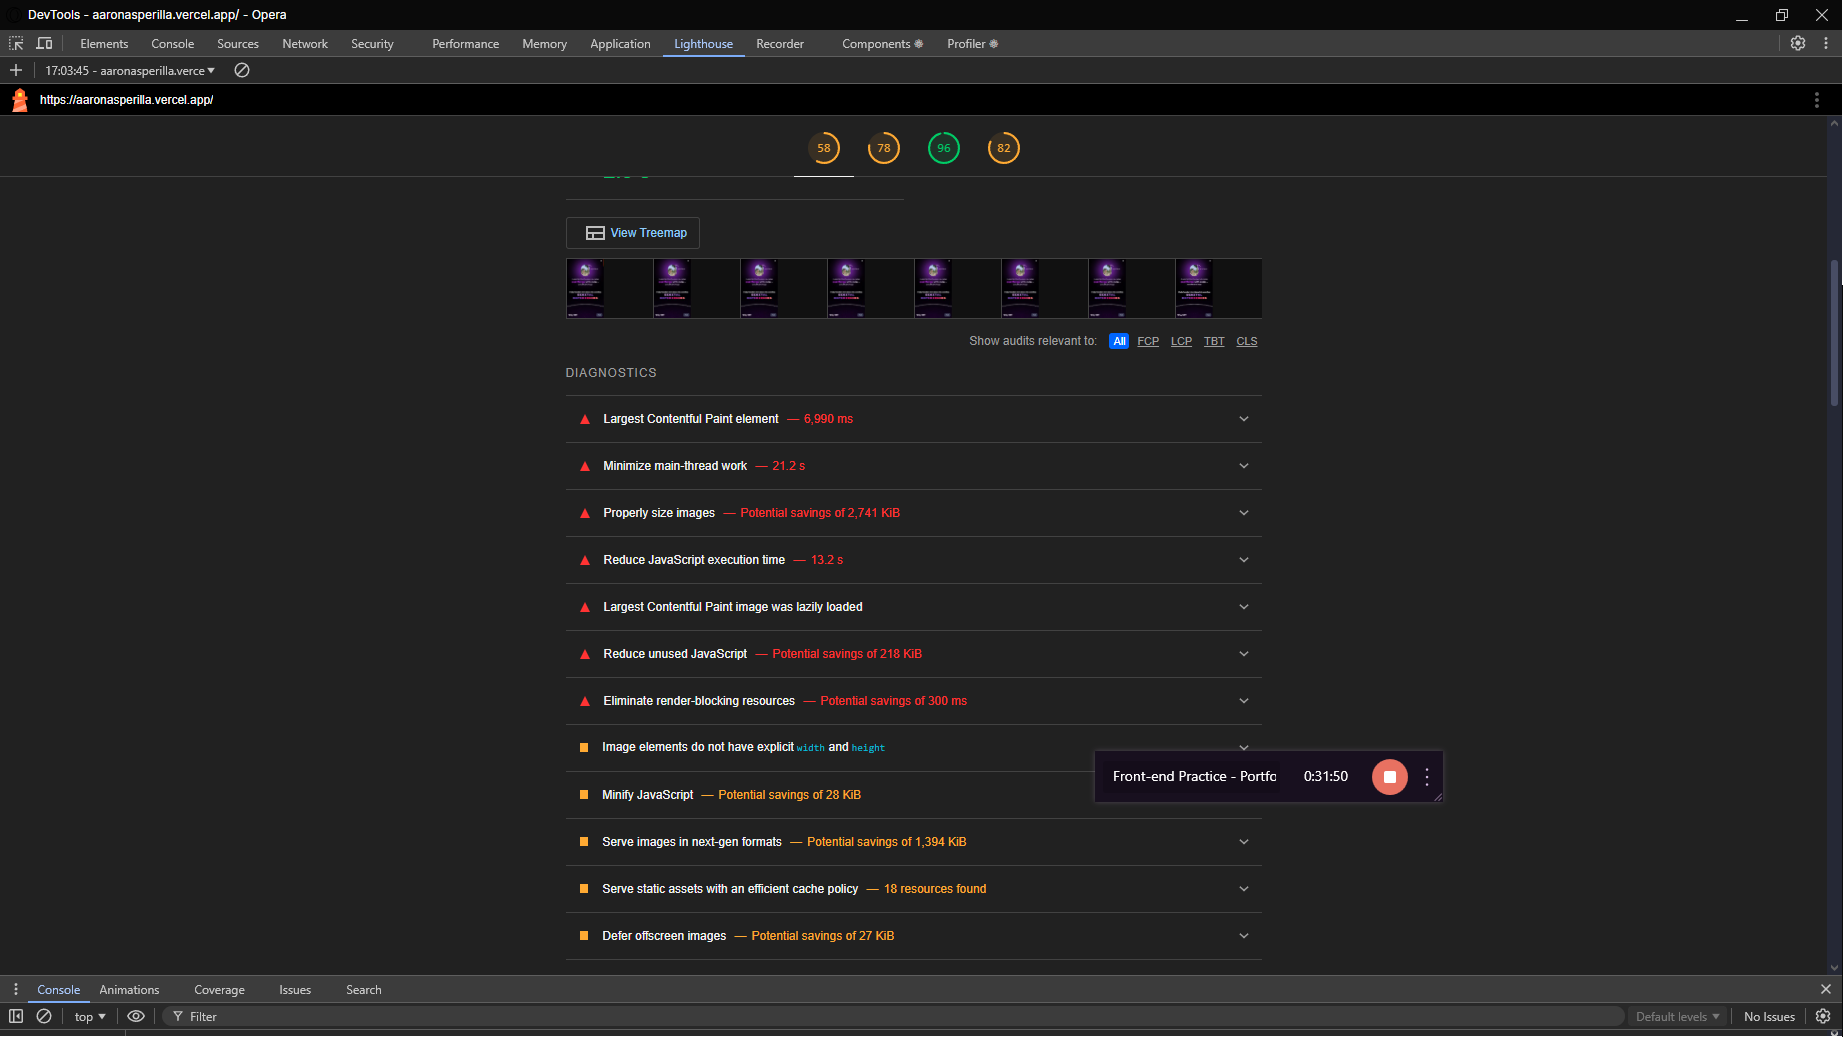 DevTools - aaronasperilla.vercel.app/ - Opera
Elements Console Sources Network Security Performance Memory Application Lighthouse Recorder Components Profiler
17:03:45 - aaronasperilla.verce
https://aaronasperilla.vercel.app/
58 78 96 82
View Treemap
Show audits relevant to: All FCP LCP TBT CLS
DIAGNOSTICS
Largest Contentful Paint element — 6,990 ms
Minimize main-thread work — 21.2 s
Properly size images — Potential savings of 2,741 KiB
Reduce JavaScript execution time — 13.2 s
Largest Contentful Paint image was lazily loaded
Reduce unused JavaScript — Potential savings of 218 KiB
Eliminate render-blocking resources — Potential savings of 300 ms
Image elements do not have explicit width and height
Front-end Practice - Portfo 0:31:50
Minify JavaScript — Potential savings of 28 KiB
Serve images in next-gen formats — Potential savings of 1,394 KiB
Serve static assets with an efficient cache policy — 18 resources found
Defer offscreen images — Potential savings of 27 KiB
Console Animations Coverage Issues Search
top Filter Default levels No Issues